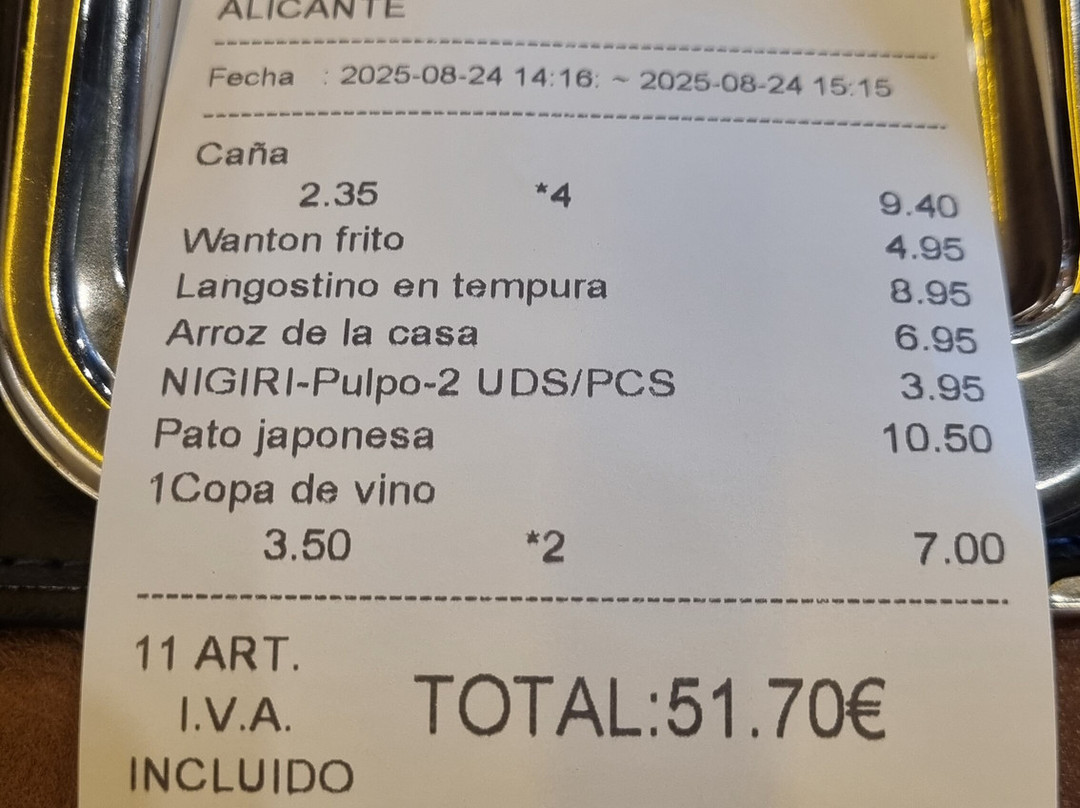 ALICANTE
Fecha : 2025-08-24 14:16: ~ 2025-08-24 15:15
Caña
2.35 *4 9.40
Wanton frito 4.95
Langostino en tempura 8.95
Arroz de la casa 6.95
NIGIRI-Pulpo-2 UDS/PCS 3.95
Pato japonesa 10.50
1Copa de vino
3.50 *2 7.00
11 ART.
I.V.A. TOTAL:51.70€
INCLUIDO